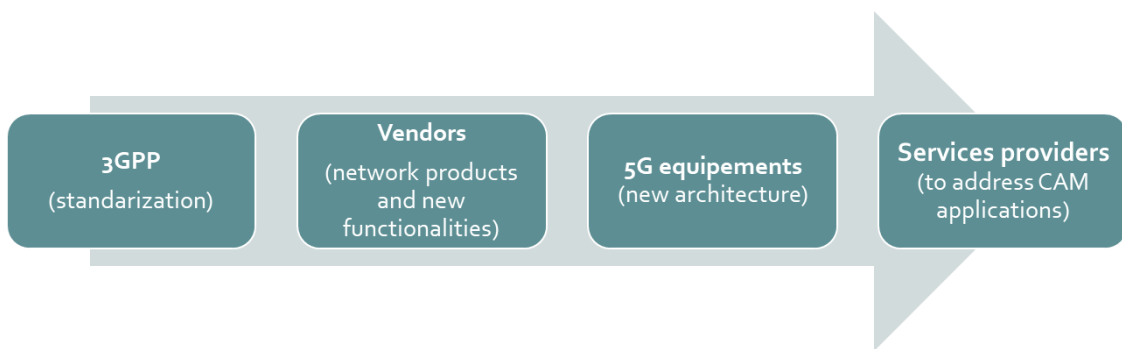 3GPP
(standarization)
Vendors
(network products
and new
functionalities)
5G equipements
(new architecture)
Services providers
(to address CAM
applications)